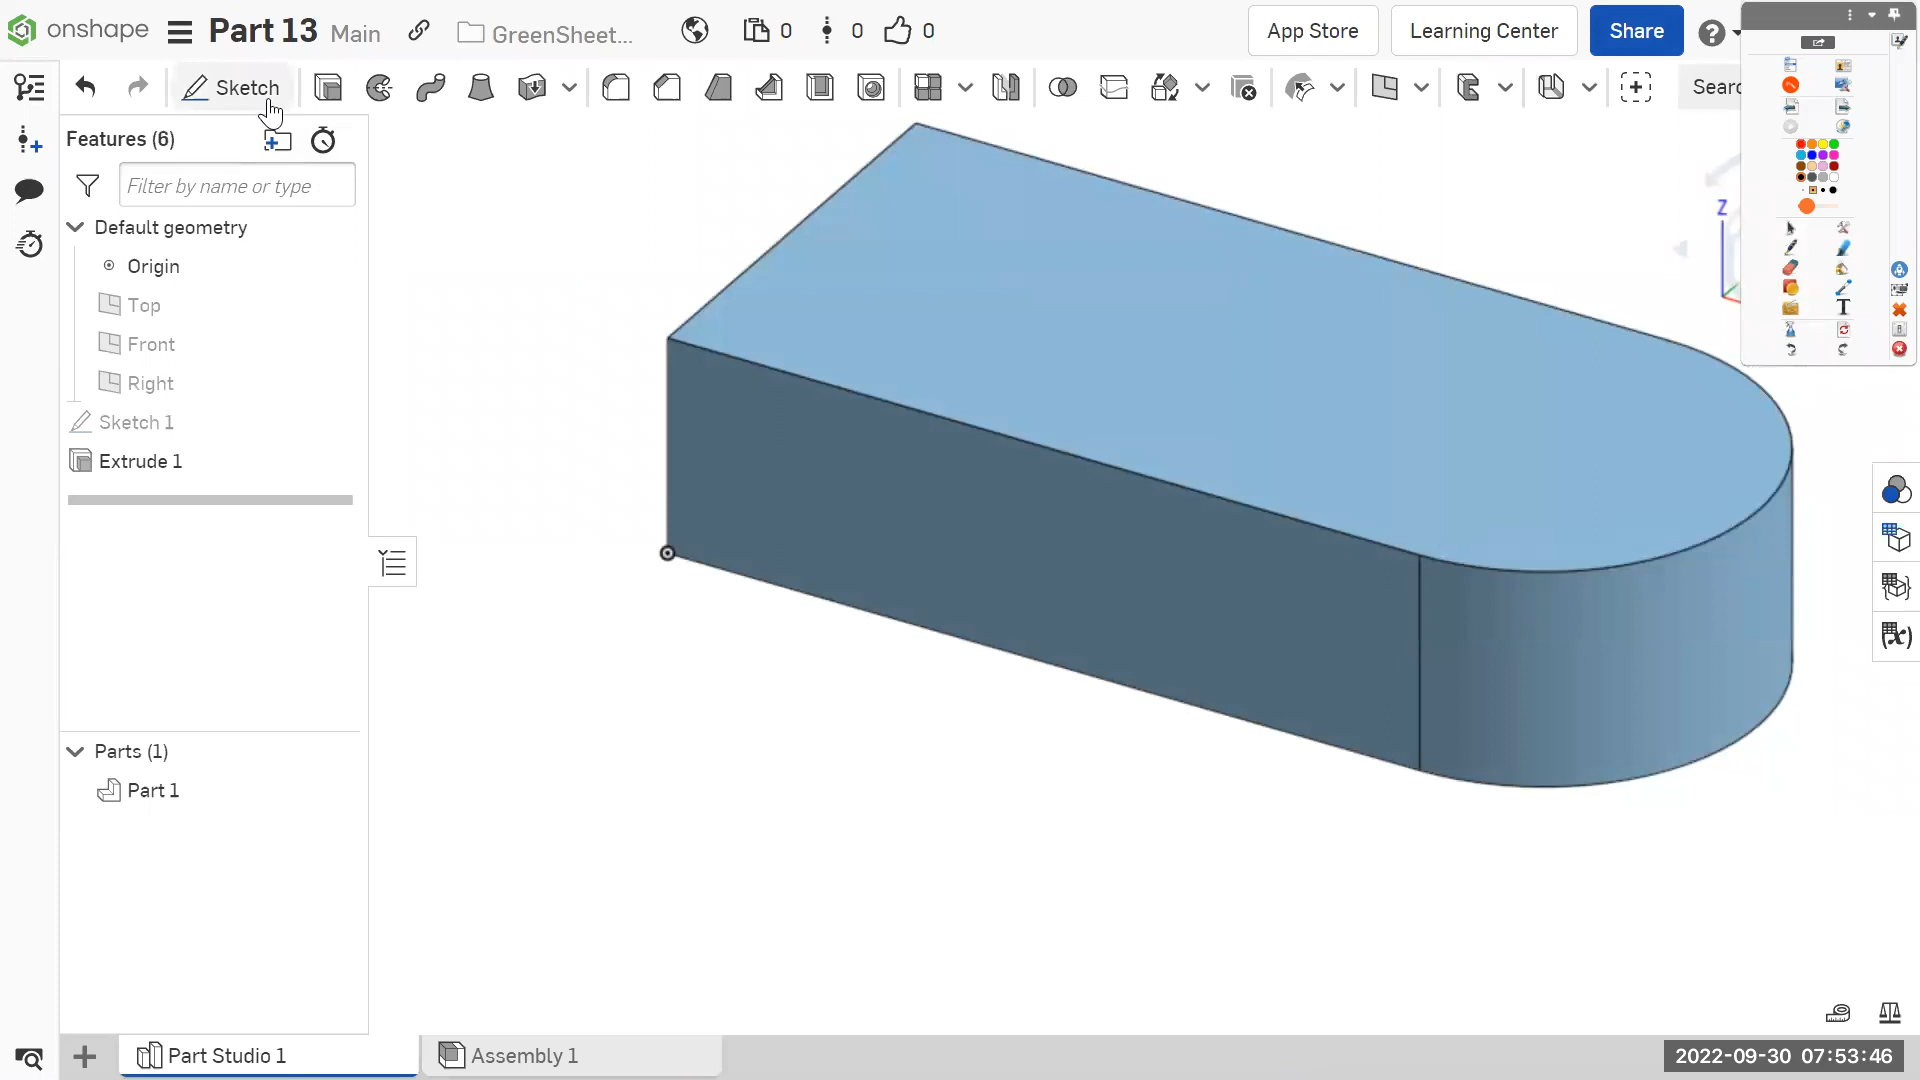 onshape Part 13 Main GreenSheet... 0 0 0 App Store Learning Center Share
Sketch Searc
Features (6)
Filter by name or type
Default geometry
Origin
Top
Front
Right
Sketch 1
Extrude 1
Z
T
(x)
Parts (1)
Part 1
Part Studio 1 Assembly 1 2022-09-30 07:53:46